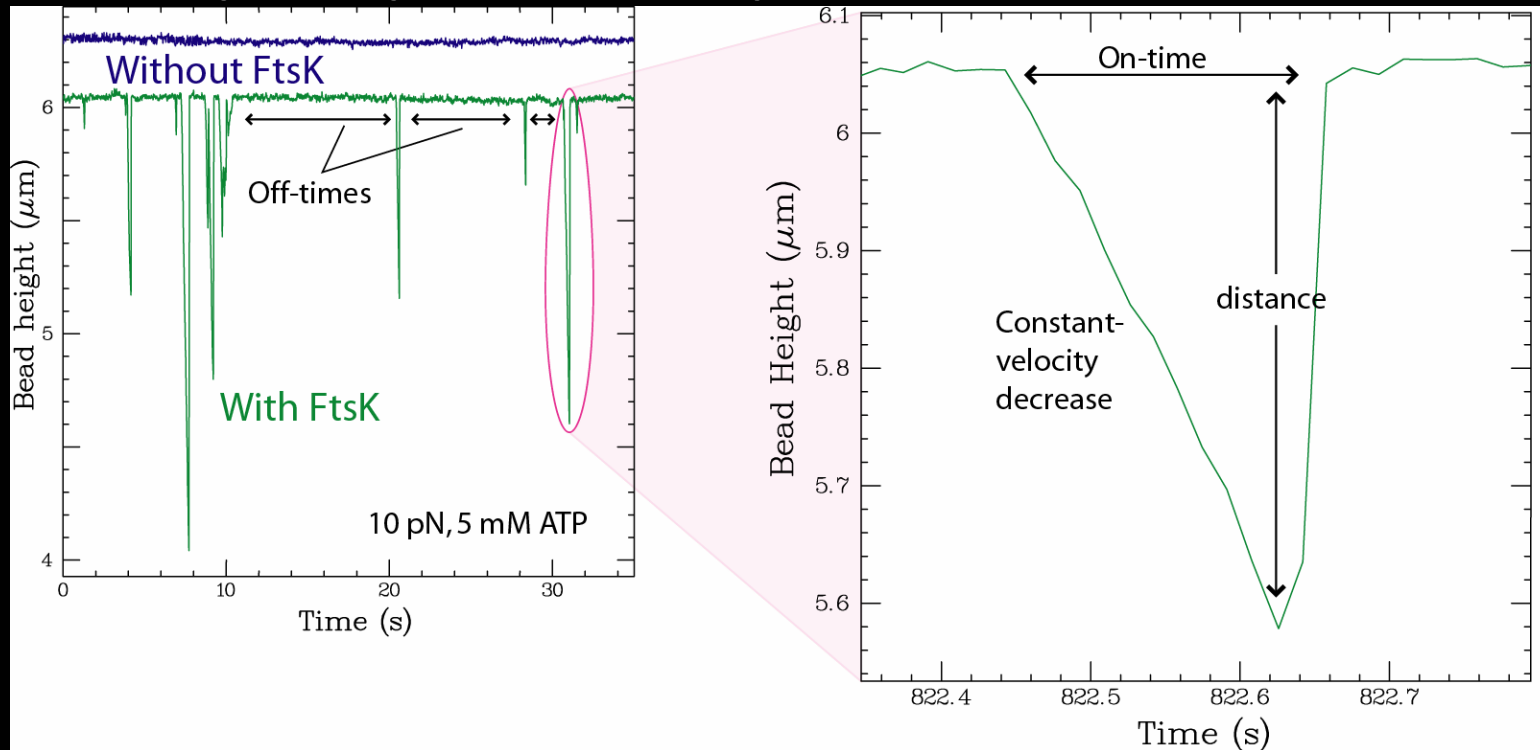 Without FtsK
Off-times
With FtsK
10 pN, 5 mM ATP
6
5
4
Bead height (μm)
0 10 20 30
Time (s)
On-time
distance
Constant-
velocity
decrease
6.1
6
5.9
5.8
5.7
5.6
Bead Height (μm)
822.4 822.5 822.6 822.7
Time (s)